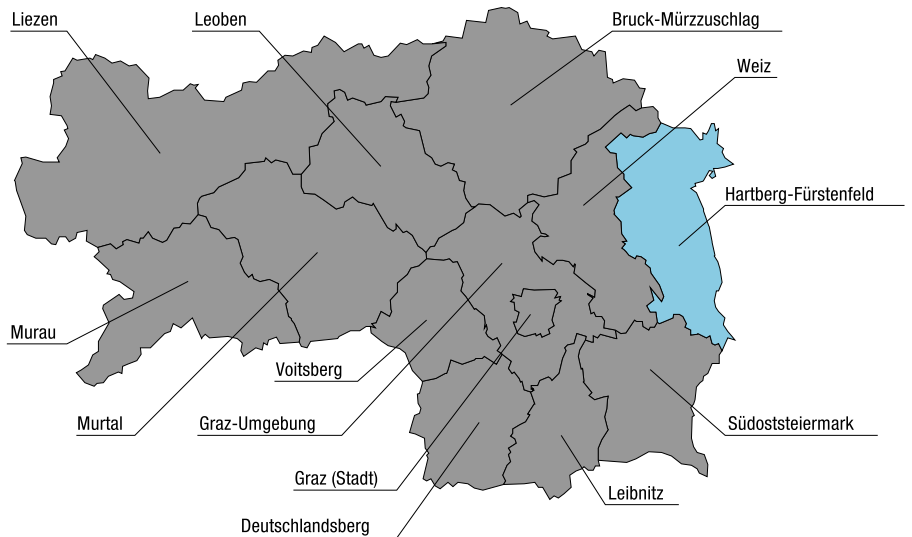 Liezen
Leoben
Bruck-Mürzzuschlag
Weiz
Hartberg-Fürstenfeld
Murau
Voitsberg
Murtal
Graz-Umgebung
Südoststeiermark
Graz (Stadt)
Leibnitz
Deutschlandsberg